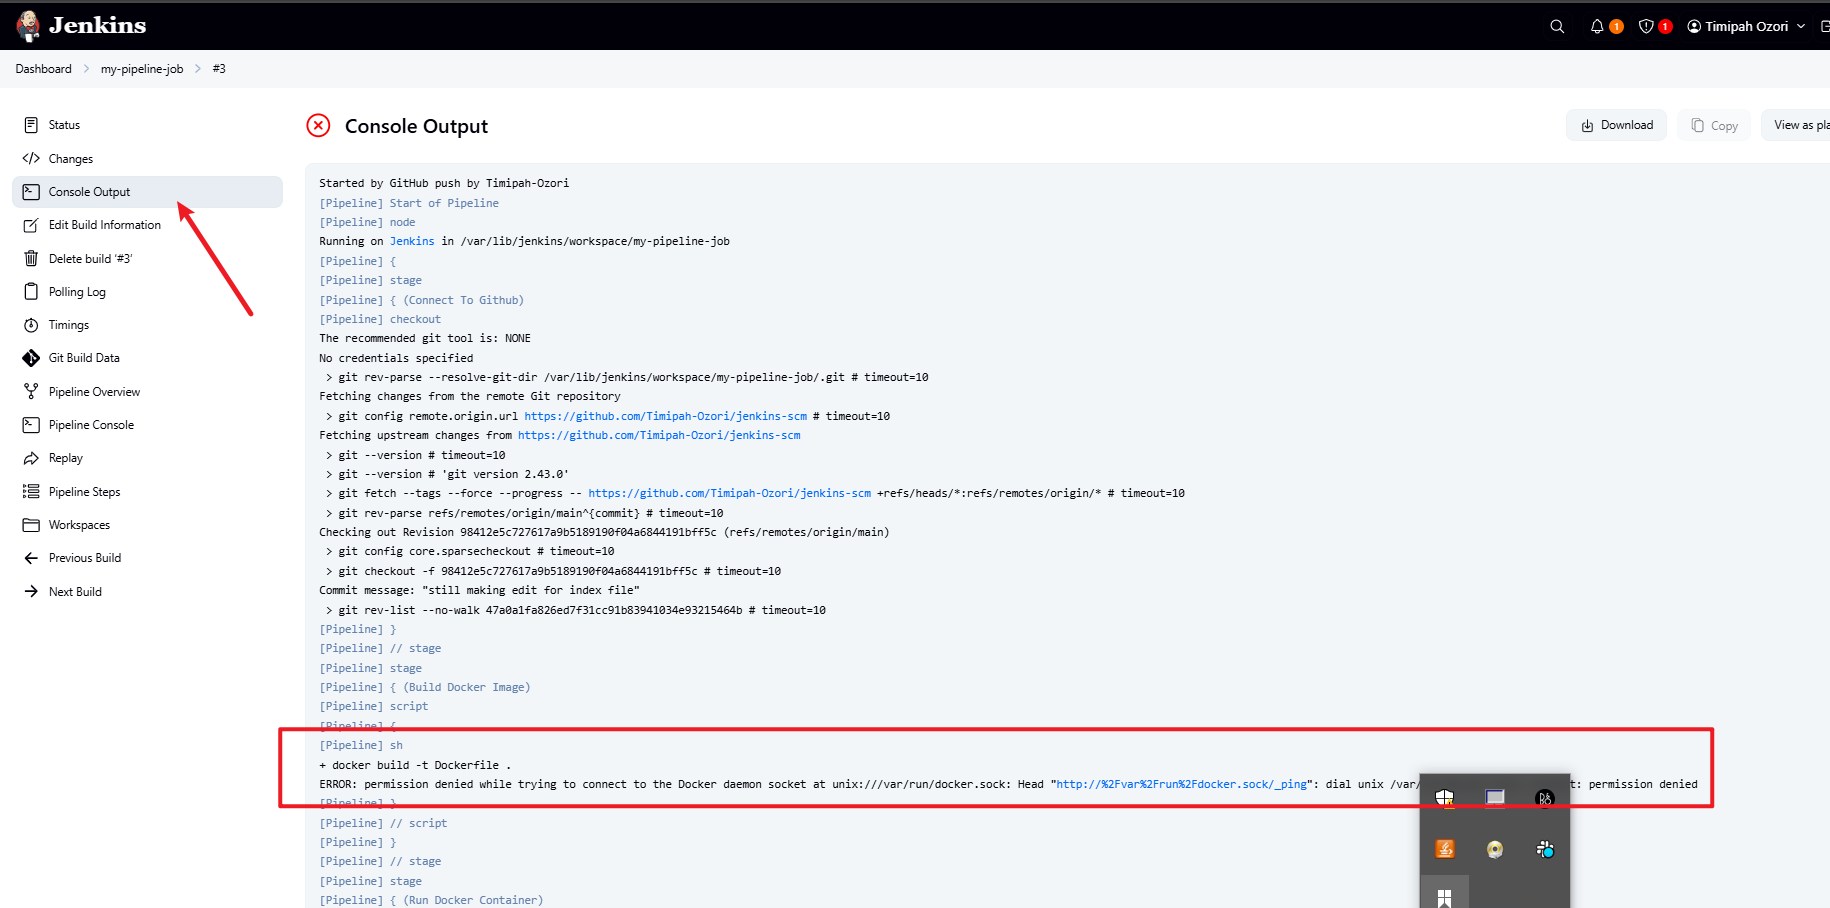 Jenkins
1
1
Timipah Ozori
Dashboard > my-pipeline-job > #3
Status
Changes
Console Output
Edit Build Information
Delete build ‘#3’
Polling Log
Timings
Git Build Data
Pipeline Overview
Pipeline Console
Replay
Pipeline Steps
Workspaces
Previous Build
Next Build
Console Output
Download
Copy
View as pla
Started by GitHub push by Timipah-Ozori
[Pipeline] Start of Pipeline
[Pipeline] node
Running on Jenkins in /var/lib/jenkins/workspace/my-pipeline-job
[Pipeline] {
[Pipeline] stage
[Pipeline] { (Connect To Github)
[Pipeline] checkout
The recommended git tool is: NONE
No credentials specified
> git rev-parse --resolve-git-dir /var/lib/jenkins/workspace/my-pipeline-job/.git # timeout=10
Fetching changes from the remote Git repository
> git config remote.origin.url https://github.com/Timipah-Ozori/jenkins-scm # timeout=10
Fetching upstream changes from https://github.com/Timipah-Ozori/jenkins-scm
> git --version # timeout=10
> git --version # 'git version 2.43.0'
> git fetch --tags --force --progress -- https://github.com/Timipah-Ozori/jenkins-scm +refs/heads/*:refs/remotes/origin/* # timeout=10
> git rev-parse refs/remotes/origin/main^{commit} # timeout=10
Checking out Revision 98412e5c727617a9b5189190f04a6844191bff5c (refs/remotes/origin/main)
> git config core.sparsecheckout # timeout=10
> git checkout -f 98412e5c727617a9b5189190f04a6844191bff5c # timeout=10
Commit message: "still making edit for index file"
> git rev-list --no-walk 47a0a1fa826ed7f31cc91b83941034e93215464b # timeout=10
[Pipeline] }
[Pipeline] // stage
[Pipeline] stage
[Pipeline] { (Build Docker Image)
[Pipeline] script
[Pipeline] {
[Pipeline] sh
+ docker build -t Dockerfile .
ERROR: permission denied while trying to connect to the Docker daemon socket at unix:///var/run/docker.sock: Head "http://%2Fvar%2Frun%2Fdocker.sock/_ping": dial unix /var/ t: permission denied
[Pipeline] }
[Pipeline] // script
[Pipeline] }
[Pipeline] // stage
[Pipeline] stage
[Pipeline] { (Run Docker Container)